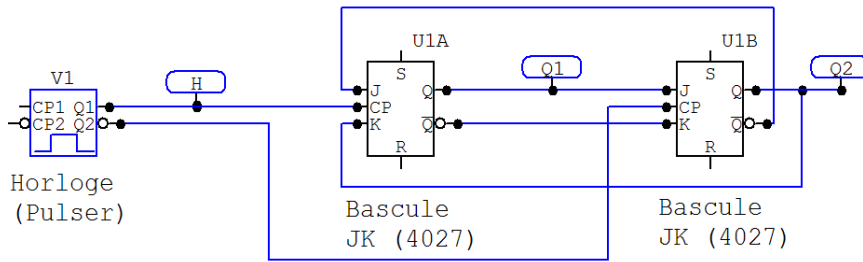 V1
CP1 Q1
CP2 Q2
Horloge
(Pulser)
H
U1A
S
J Q
CP
K Q
R
Bascule
JK (4027)
Q1
U1B
S
J Q
CP
K Q
R
Bascule
JK (4027)
Q2